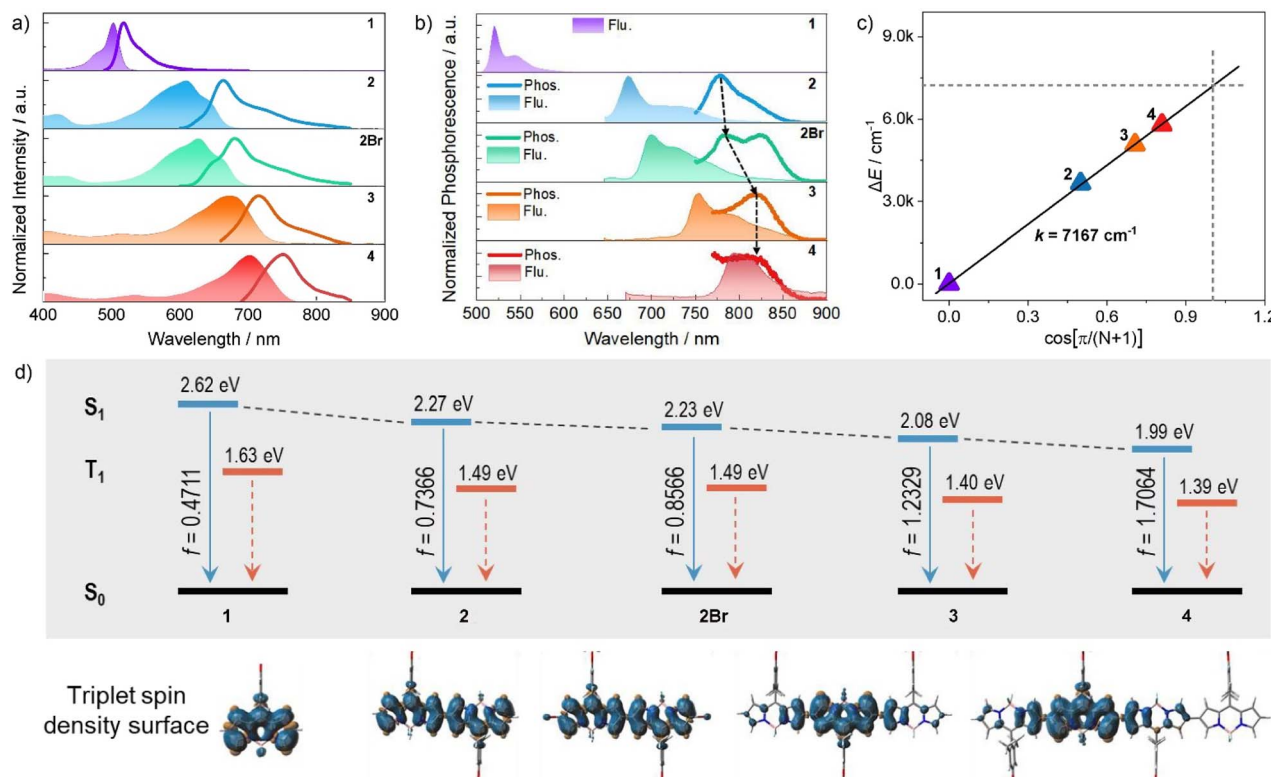 a)
Normalized Intensity / a.u.
1
2
2Br
3
4
400 500 600 700 800 900
Wavelength / nm
b)
Normalized Phosphorescence / a.u.
Flu.
1
Phos.
Flu.
2
Phos.
Flu.
2Br
Phos.
Flu.
3
Phos.
Flu.
4
500 550 600 650 700 750 800 850 900
Wavelength / nm
c)
ΔE / cm⁻¹
9.0k
6.0k
3.0k
0.0
1
2
3
4
k = 7167 cm⁻¹
0.0 0.3 0.6 0.9 1.2
cos[π/(N+1)]
d)
S₁
T₁
S₀
2.62 eV
1.63 eV
f = 0.4711
1
2.27 eV
1.49 eV
f = 0.7366
2
2.23 eV
1.49 eV
f = 0.8566
2Br
2.08 eV
1.40 eV
f = 1.2329
3
1.99 eV
1.39 eV
f = 1.7064
4
Triplet spin
density surface